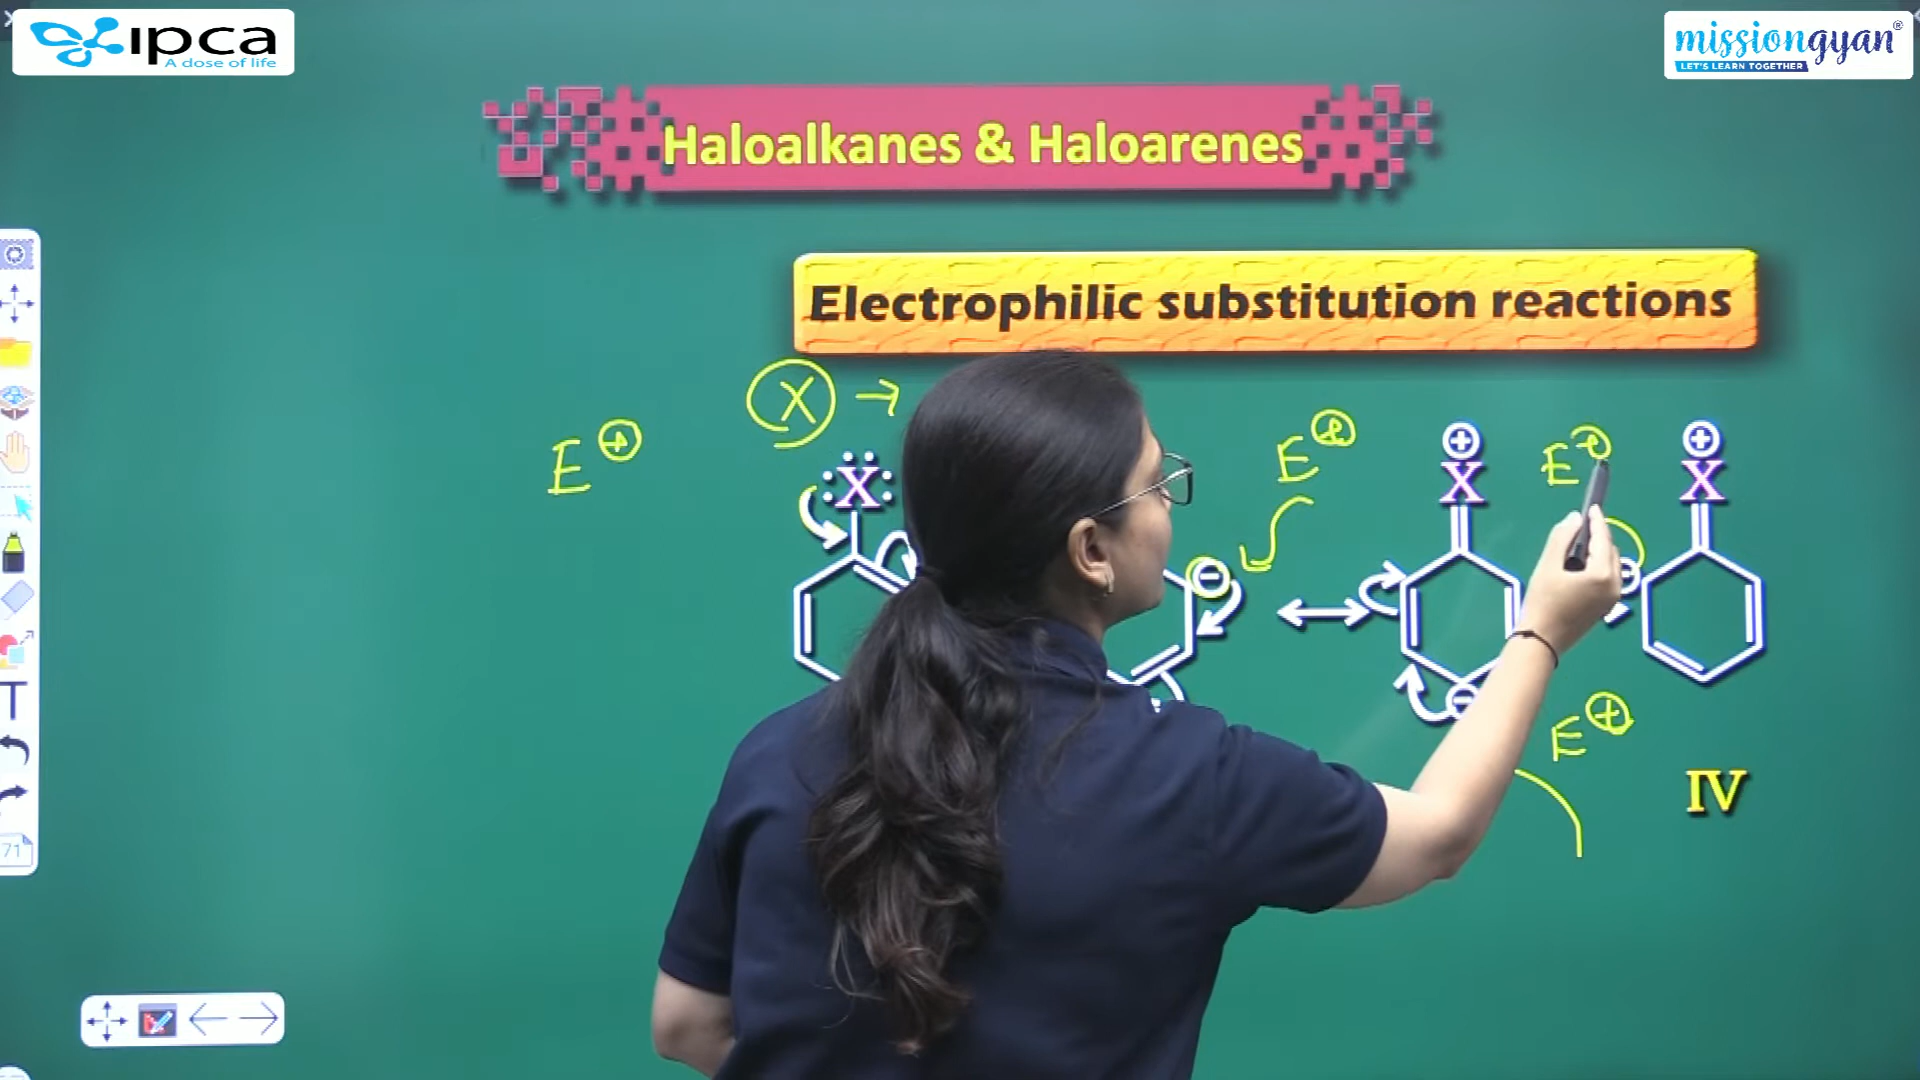 ipca
A dose of life
missiongyan®
LET'S LEARN TOGETHER
Haloalkanes & Haloarenes
Electrophilic substitution reactions
X →
E⊕
E⊕
E⊕
X
⊕
X
⊕
X
⊖
⊖
⊖
E⊕
IV
T
71